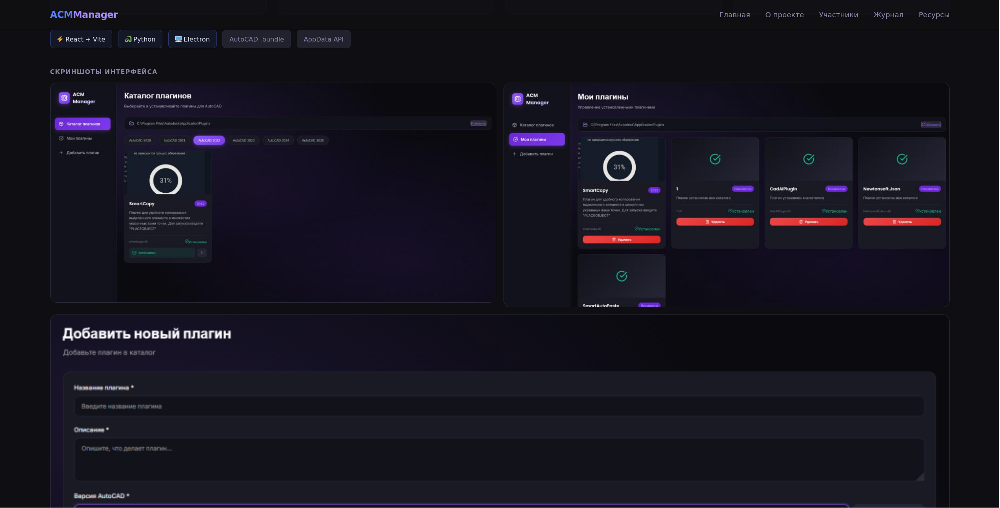 ACMManager
Главная
О проекте
Участники
Журнал
Ресурсы
React + Vite
Python
Electron
AutoCAD .bundle
AppData API
СКРИНШОТЫ ИНТЕРФЕЙСА
ACM
Manager
Каталог плагинов
Мои плагины
Добавить плагин
Каталог плагинов
Выбирайте и устанавливайте плагины для AutoCAD
C:\Program Files\Autodesk\ApplicationPlugins
Изменить
AutoCAD 2020
AutoCAD 2021
AutoCAD 2022
AutoCAD 2023
AutoCAD 2024
AutoCAD 2025
не завершится процесс обновления.
31%
SmartCopy
2022
Плагин для удобного копирования
выделенного элемента в множество
указанных вами точек. Для запуска введите
"PLACEOBJECT"
smartcopy.dll
Установлен
Установлен
ACM
Manager
Каталог плагинов
Мои плагины
Добавить плагин
Мои плагины
Управление установленными плагинами
C:\Program Files\Autodesk\ApplicationPlugins
Обновить
не завершится процесс обновления.
31%
SmartCopy
2022
Плагин для удобного копирования
выделенного элемента в множество
указанных вами точек. Для запуска введите
"PLACEOBJECT"
smartcopy.dll
Установлен
Удалить
1
Неизвестно
Плагин установлен вне каталога
1.dll
Установлен
Удалить
CadAiPlugin
Неизвестно
Плагин установлен вне каталога
CadAiPlugin.dll
Установлен
Удалить
Newtonsoft.Json
Неизвестно
Плагин установлен вне каталога
Newtonsoft.Json.dll
Установлен
Удалить
SmartAutoPaste
Неизвестно
Добавить новый плагин
Добавьте плагин в каталог
Название плагина *
Введите название плагина
Описание *
Опишите, что делает плагин...
Версия AutoCAD *